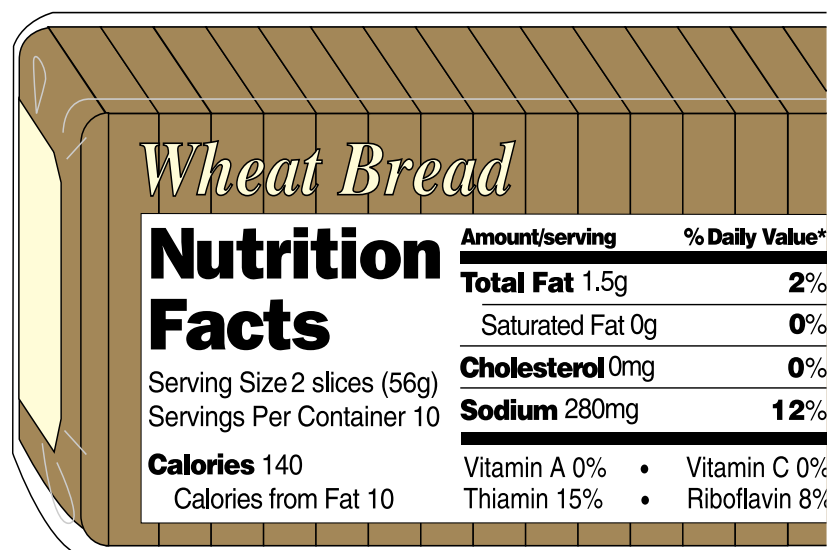 Wheat Bread
Nutrition
Facts
Serving Size 2 slices (56g)
Servings Per Container 10
Calories 140
Calories from Fat 10
Amount/serving % Daily Value*
Total Fat 1.5g 2%
Saturated Fat 0g 0%
Cholesterol 0mg 0%
Sodium 280mg 12%
Vitamin A 0% • Vitamin C 0%
Thiamin 15% • Riboflavin 8%